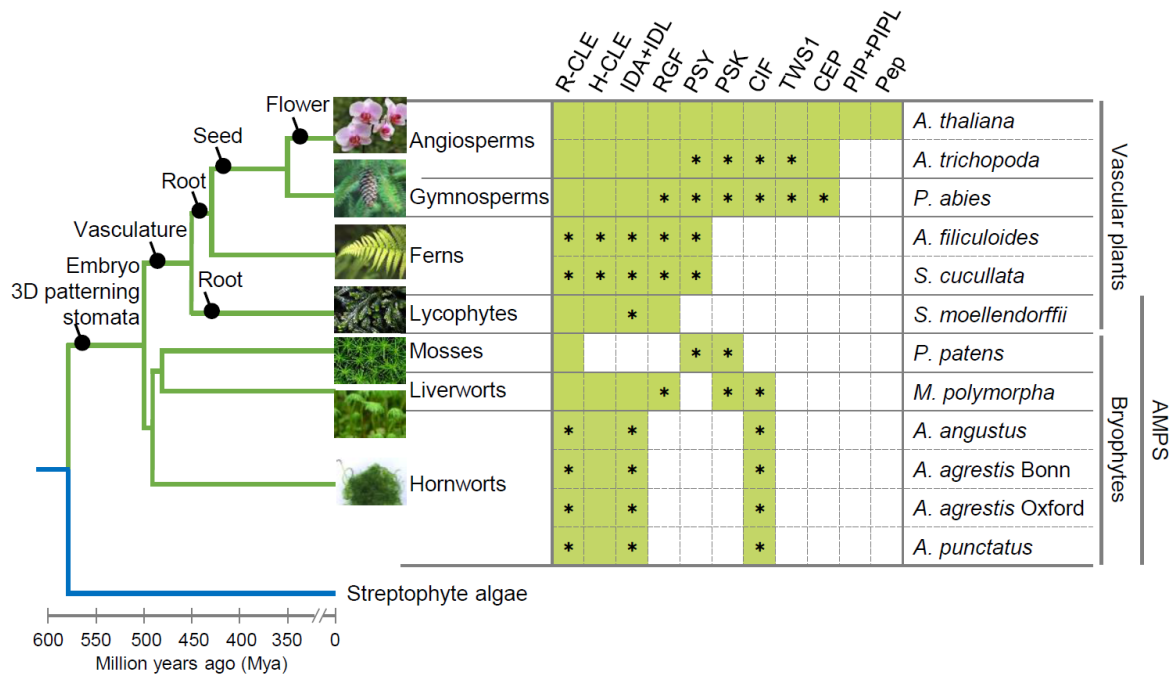 R-CLE
H-CLE
IDA+IDL
RGF
PSY
PSK
CIF
TWS1
CEP
PIP+PIPL
Pep
Flower
Seed
Root
Vasculature
Embryo
3D patterning
stomata
Root
Angiosperms
Gymnosperms
Ferns
Lycophytes
Mosses
Liverworts
Hornworts
Streptophyte algae
A. thaliana
* * * * A. trichopoda
* * * * * * P. abies
* * * * * A. filiculoides
* * * * * S. cucullata
* S. moellendorffii
* * P. patens
* * * M. polymorpha
* * * A. angustus
* * * A. agrestis Bonn
* * * A. agrestis Oxford
* * * A. punctatus
Vascular plants
Bryophytes
AMPS
600 550 500 450 400 350 0
Million years ago (Mya)